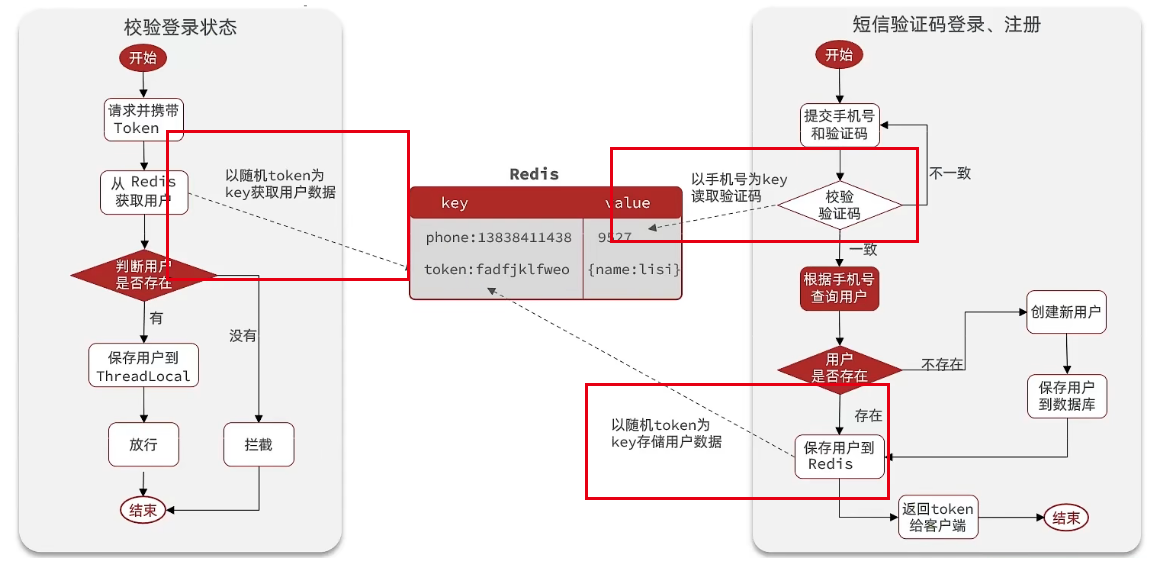 校验登录状态
开始
请求并携带
Token
从 Redis
获取用户
判断用户
是否存在
有
没有
保存用户到
ThreadLocal
放行
拦截
结束
以随机token为
key获取用户数据
Redis
key value
phone:13838411438 9527
token:fadfjklfweo {name:lisi}
以手机号为key
读取验证码
以随机token为
key存储用户数据
短信验证码登录、注册
开始
提交手机号
和验证码
校验
验证码
不一致
一致
根据手机号
查询用户
用户
是否存在
不存在
存在
创建新用户
保存用户
到数据库
保存用户到
Redis
返回token
给客户端
结束